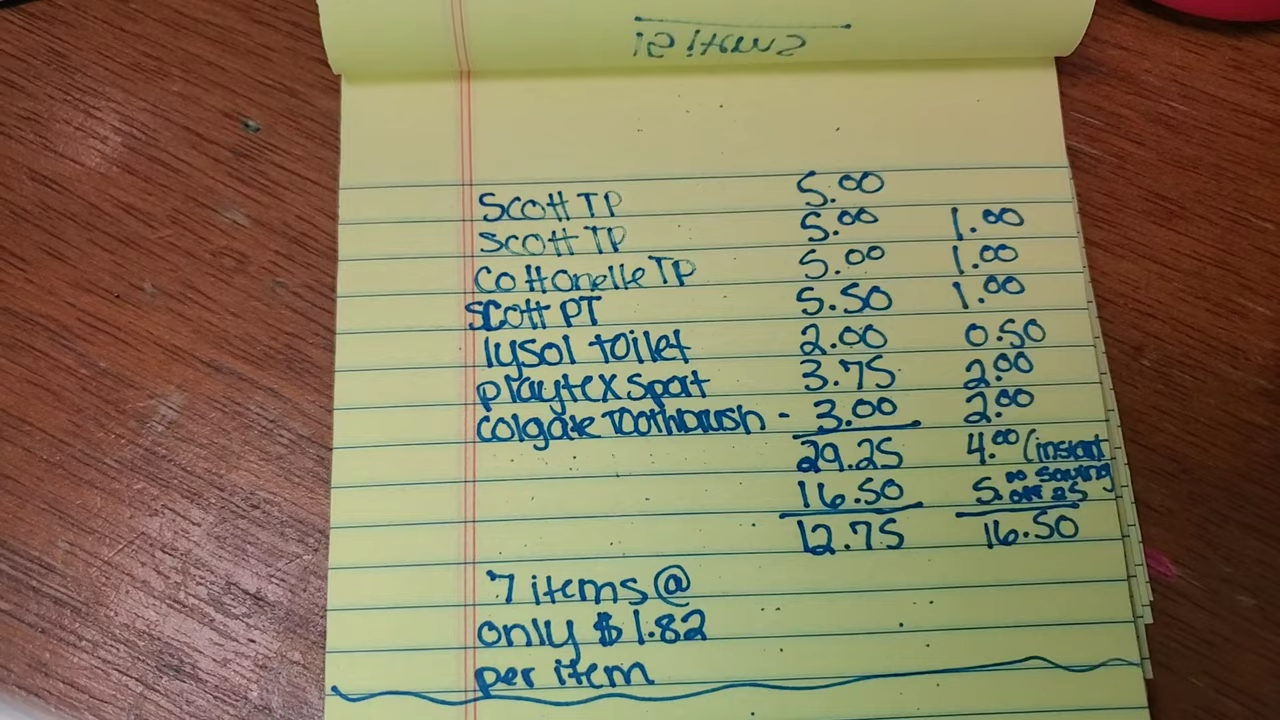 15 items
Scott TP 5.00
Scott TP 5.00 1.00
Cottonelle TP 5.00 1.00
Scott PT 5.50 1.00
lysol toilet 2.00 0.50
playtex sport 3.75 2.00
colgate toothbrush - 3.00 2.00
29.25 4.00 (instant saving
16.50 5.00 off 25
12.75 16.50
7 items @
only $1.82
per item